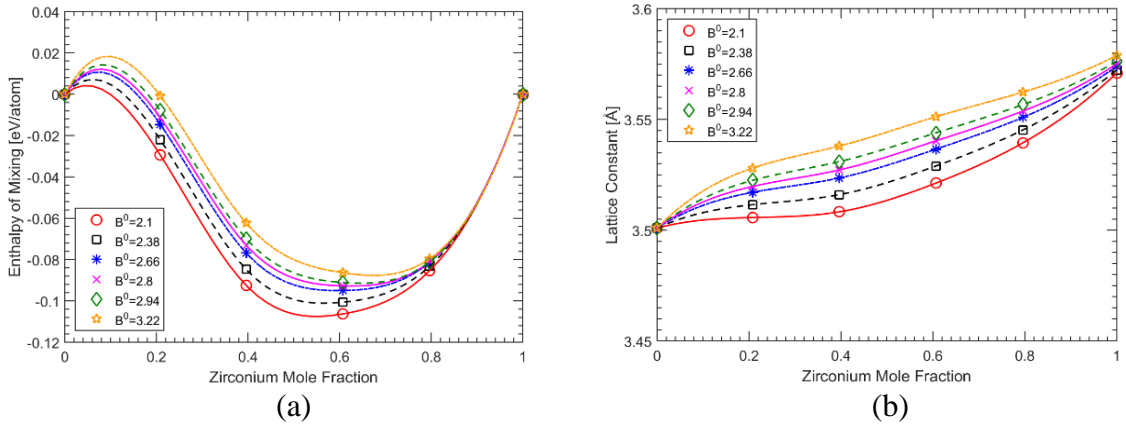 0.04
0.02
0
-0.02
-0.04
-0.06
-0.08
-0.1
-0.12
Enthalpy of Mixing [eV/atom]
B⁰=2.1
B⁰=2.38
B⁰=2.66
B⁰=2.8
B⁰=2.94
B⁰=3.22
0 0.2 0.4 0.6 0.8 1
Zirconium Mole Fraction
(a)
3.6
3.55
3.5
3.45
Lattice Constant [Å]
B⁰=2.1
B⁰=2.38
B⁰=2.66
B⁰=2.8
B⁰=2.94
B⁰=3.22
0 0.2 0.4 0.6 0.8 1
Zirconium Mole Fraction
(b)